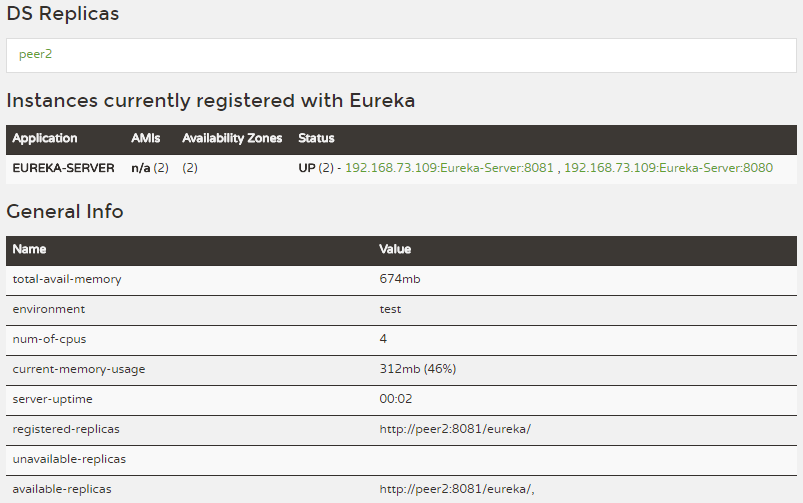 DS Replicas
peer2
Instances currently registered with Eureka
Application AMIs Availability Zones Status
EUREKA-SERVER n/a (2) (2) UP (2) - 192.168.73.109:Eureka-Server:8081 , 192.168.73.109:Eureka-Server:8080
General Info
Name Value
total-avail-memory 674mb
environment test
num-of-cpus 4
current-memory-usage 312mb (46%)
server-uptime 00:02
registered-replicas http://peer2:8081/eureka/
unavailable-replicas
available-replicas http://peer2:8081/eureka/,